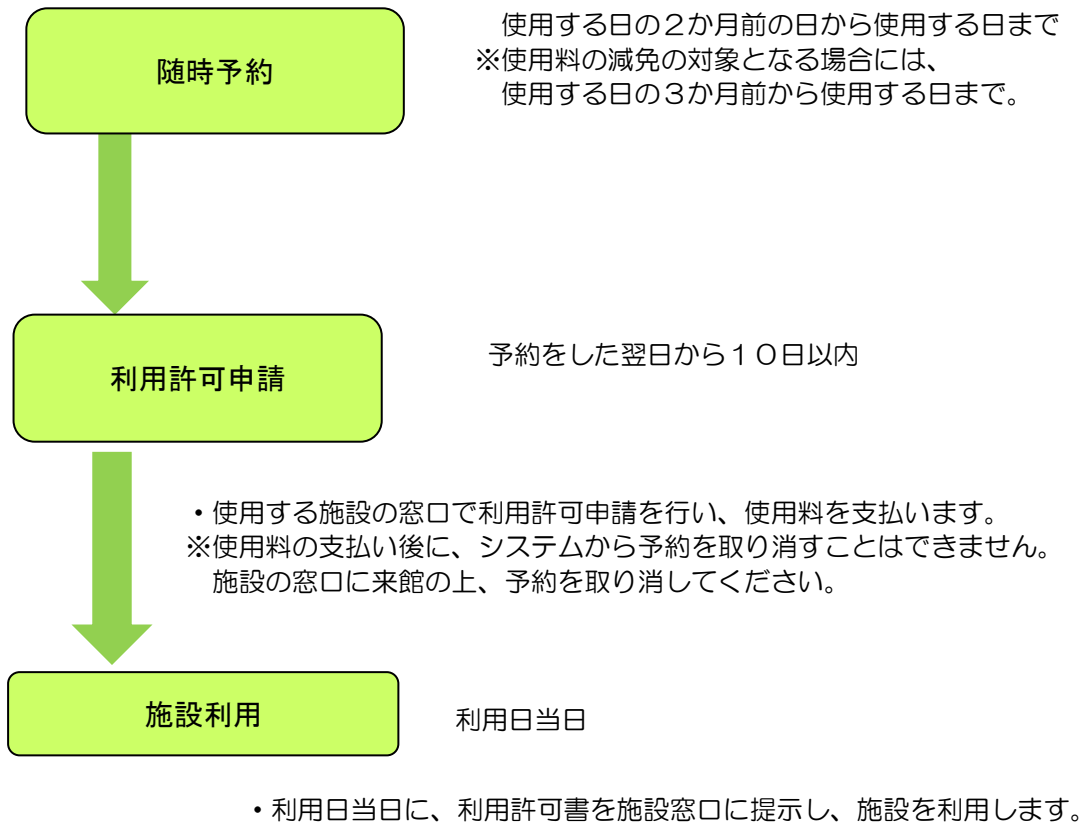 随時予約
使用する日の２か月前の日から使用する日まで
※使用料の減免の対象となる場合には、
使用する日の３か月前から使用する日まで。
利用許可申請
予約をした翌日から１０日以内
・使用する施設の窓口で利用許可申請を行い、使用料を支払います。
※使用料の支払い後に、システムから予約を取り消すことはできません。
施設の窓口に来館の上、予約を取り消してください。
施設利用
利用日当日
・利用日当日に、利用許可書を施設窓口に提示し、施設を利用します。